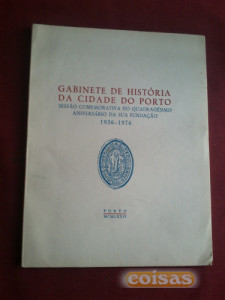 GABINETE DE HISTÓRIA
DA CIDADE DO PORTO
SESSÃO COMEMORATIVA DO QUADRAGÉSIMO
ANIVERSÁRIO DA SUA FUNDAÇÃO
1936-1976
PORTO
MCMLXXVI
coisas